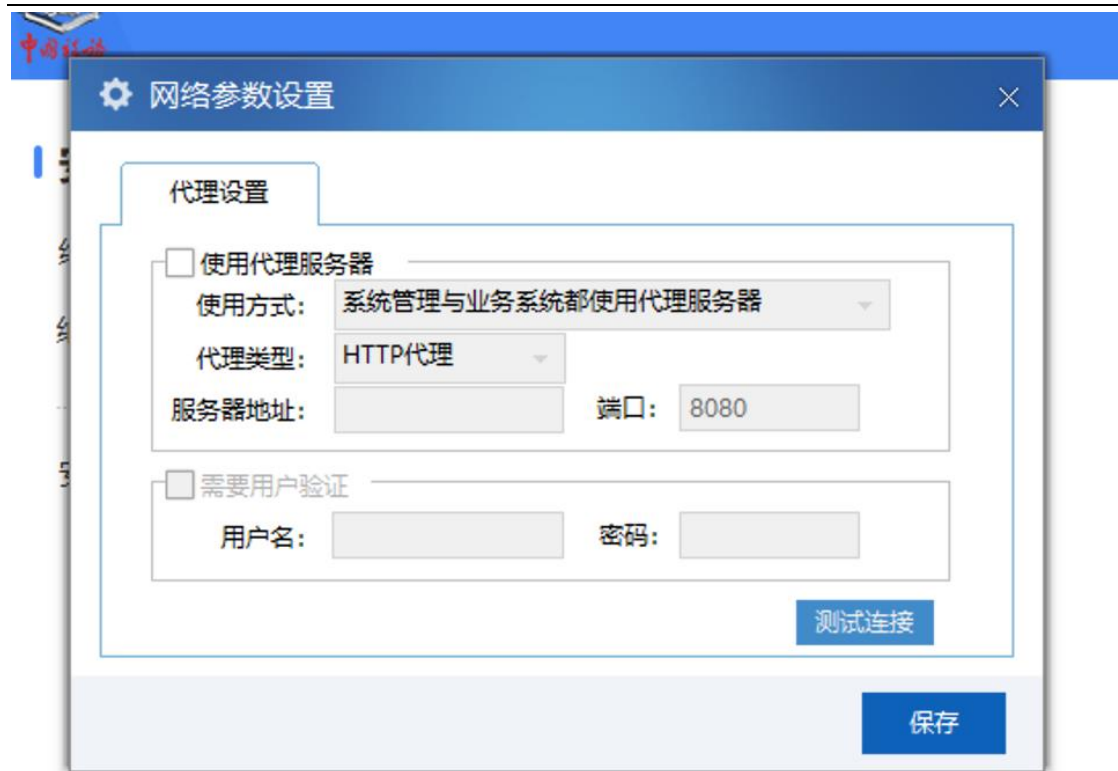 网络参数设置
代理设置
使用代理服务器
使用方式: 系统管理与业务系统都使用代理服务器
代理类型: HTTP代理
服务器地址: 端口: 8080
需要用户验证
用户名: 密码:
测试连接
保存